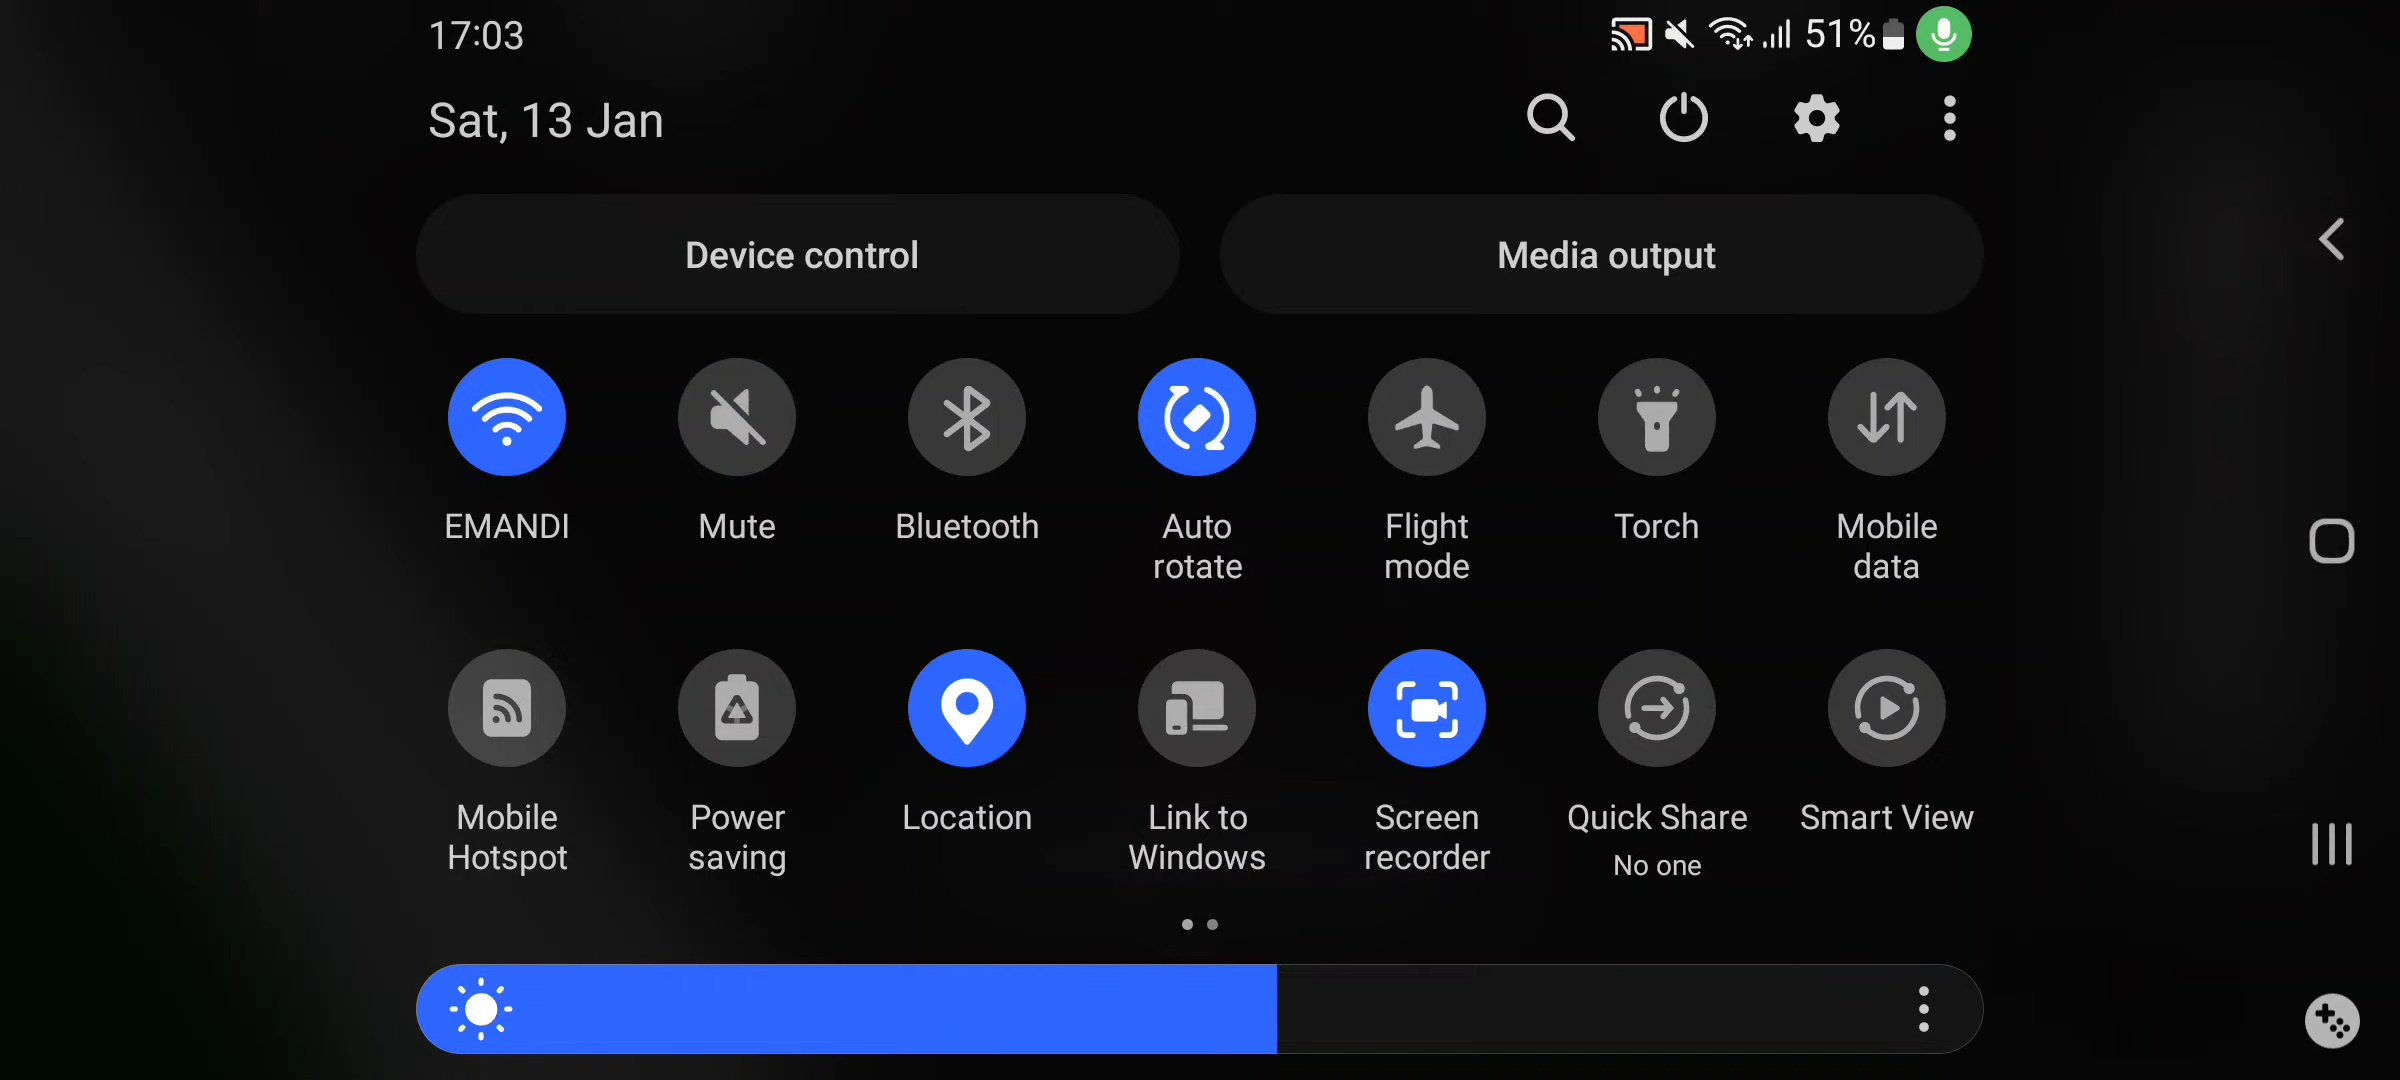 17:03
51%
Sat, 13 Jan
Device control
Media output
EMANDI
Mute
Bluetooth
Auto
rotate
Flight
mode
Torch
Mobile
data
Mobile
Hotspot
Power
saving
Location
Link to
Windows
Screen
recorder
Quick Share
No one
Smart View